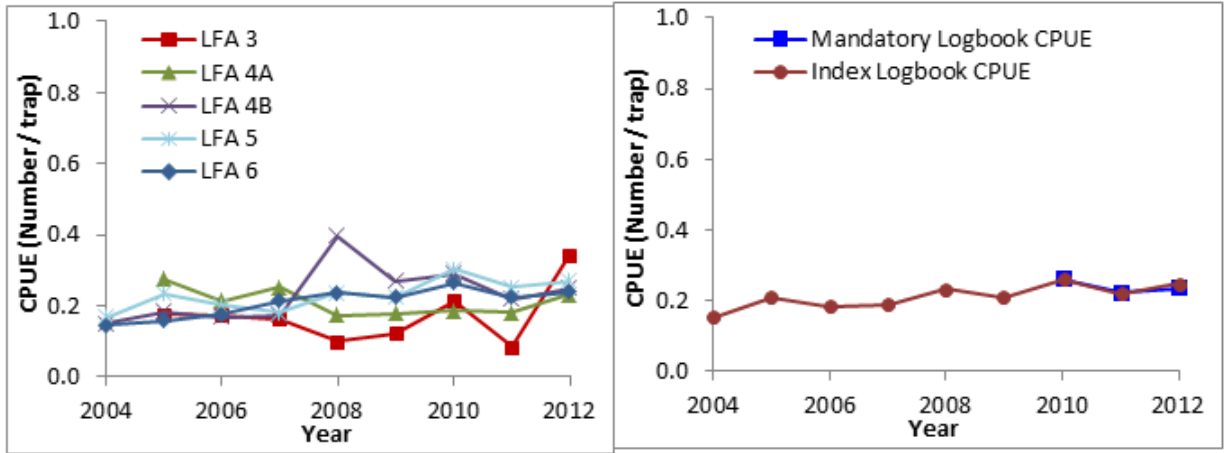 1.0
0.8
0.6
0.4
0.2
0.0
CPUE (Number / trap)
LFA 3
LFA 4A
LFA 4B
LFA 5
LFA 6
2004 2006 2008 2010 2012
Year
1.0
0.8
0.6
0.4
0.2
0.0
CPUE (Number / trap)
Mandatory Logbook CPUE
Index Logbook CPUE
2004 2006 2008 2010 2012
Year